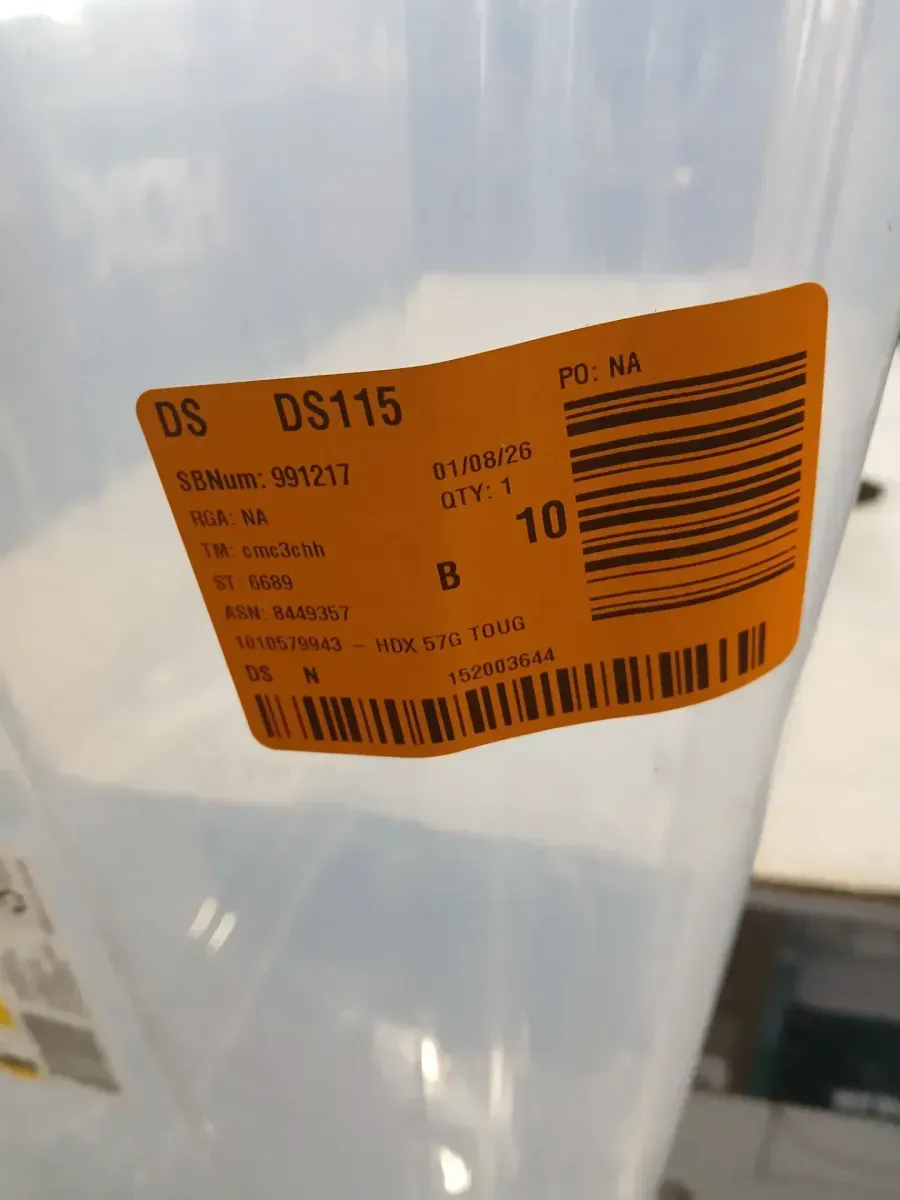 DS DS115
PO: NA
SBNum: 991217
01/08/26
RGA: NA
QTY: 1
TM: cmc3chh
10
ST: 6689
B
ASN: 8449357
1010579943 – HDX 57G TOUG
DS N
152003644